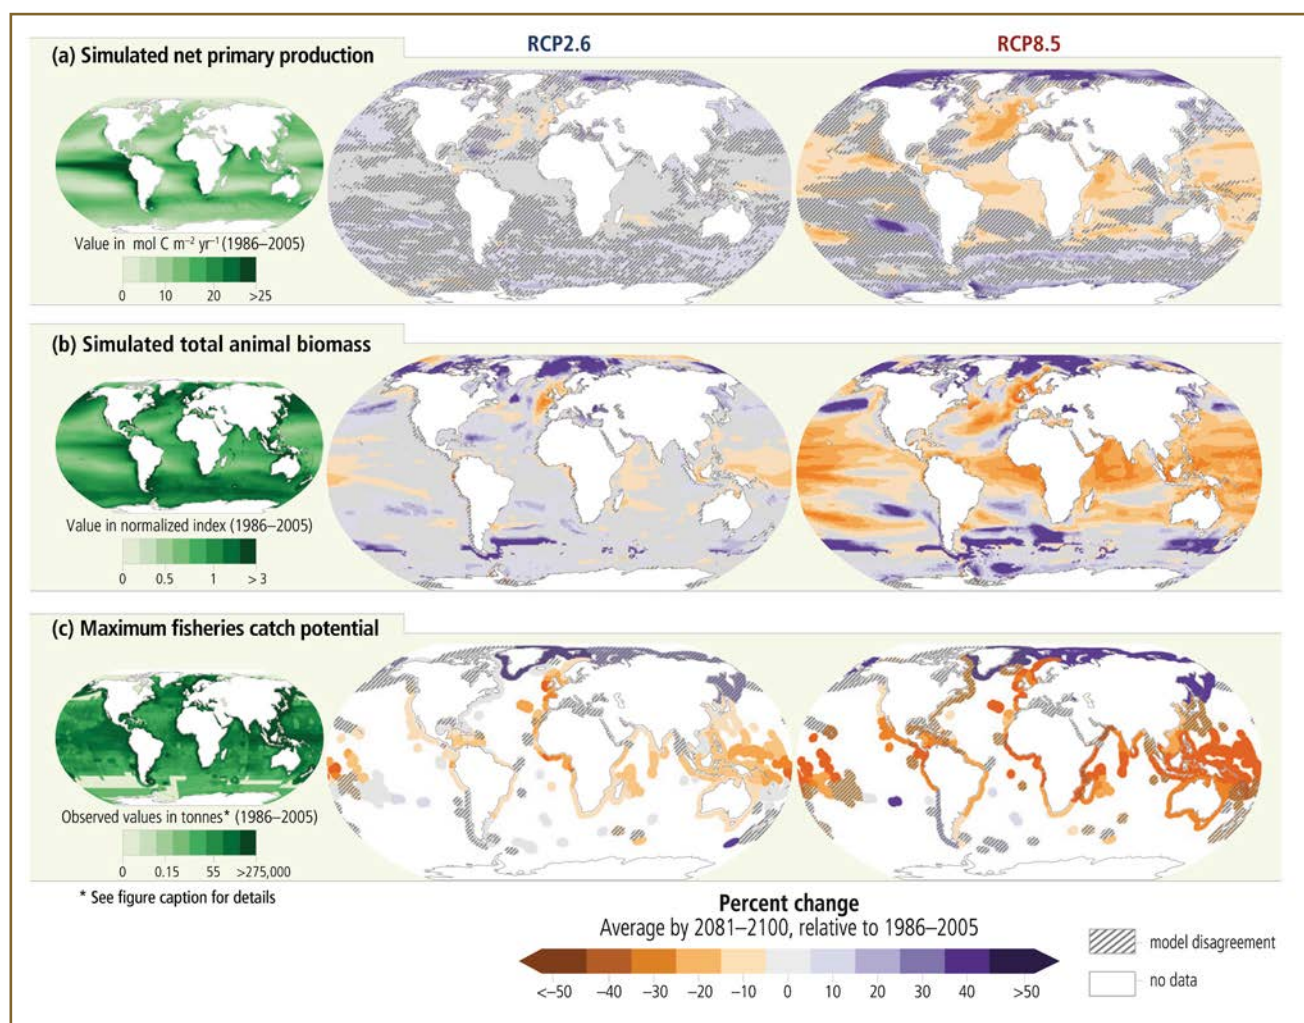 RCP2.6
RCP8.5
(a) Simulated net primary production
Value in mol C m⁻² yr⁻¹ (1986–2005)
0 10 20 >25
(b) Simulated total animal biomass
Value in normalized index (1986–2005)
0 0.5 1 > 3
(c) Maximum fisheries catch potential
Observed values in tonnes* (1986–2005)
0 0.15 55 >275,000
* See figure caption for details
Percent change
Average by 2081–2100, relative to 1986–2005
<–50 –40 –30 –20 –10 0 10 20 30 40 >50
model disagreement
no data